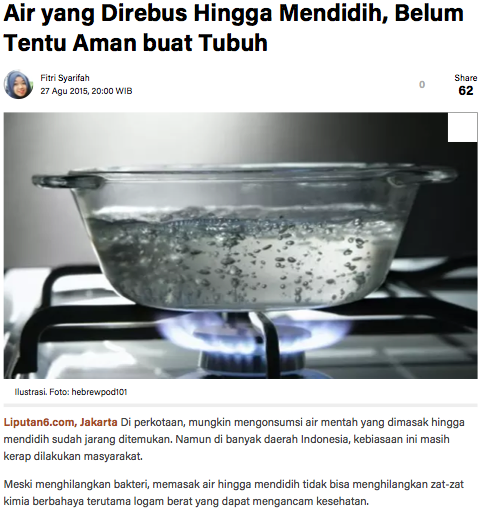 Air yang Direbus Hingga Mendidih, Belum
Tentu Aman buat Tubuh
Fitri Syarifah
27 Agu 2015, 20:00 WIB
0
Share
62
Ilustrasi. Foto: hebrewpod101
Liputan6.com, Jakarta Di perkotaan, mungkin mengonsumsi air mentah yang dimasak hingga
mendidih sudah jarang ditemukan. Namun di banyak daerah Indonesia, kebiasaan ini masih
kerap dilakukan masyarakat.
Meski menghilangkan bakteri, memasak air hingga mendidih tidak bisa menghilangkan zat-zat
kimia berbahaya terutama logam berat yang dapat mengancam kesehatan.